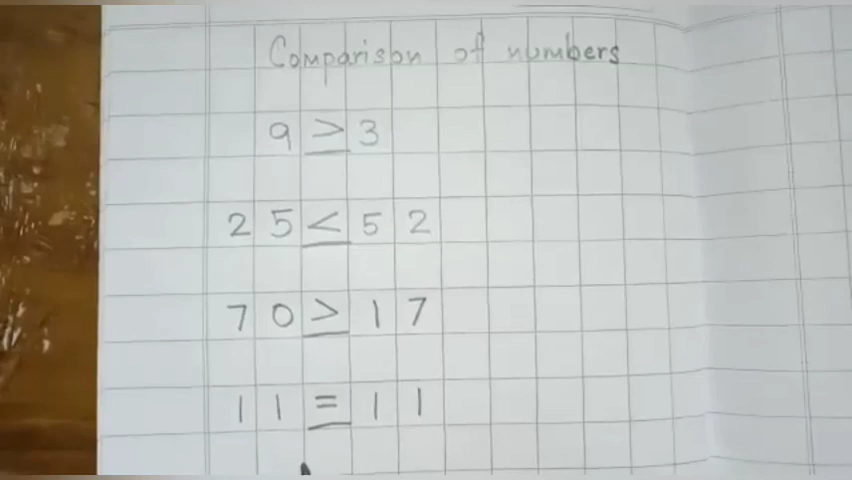 Comparison of numbers
9 > 3
25 < 52
70 > 17
11 = 11